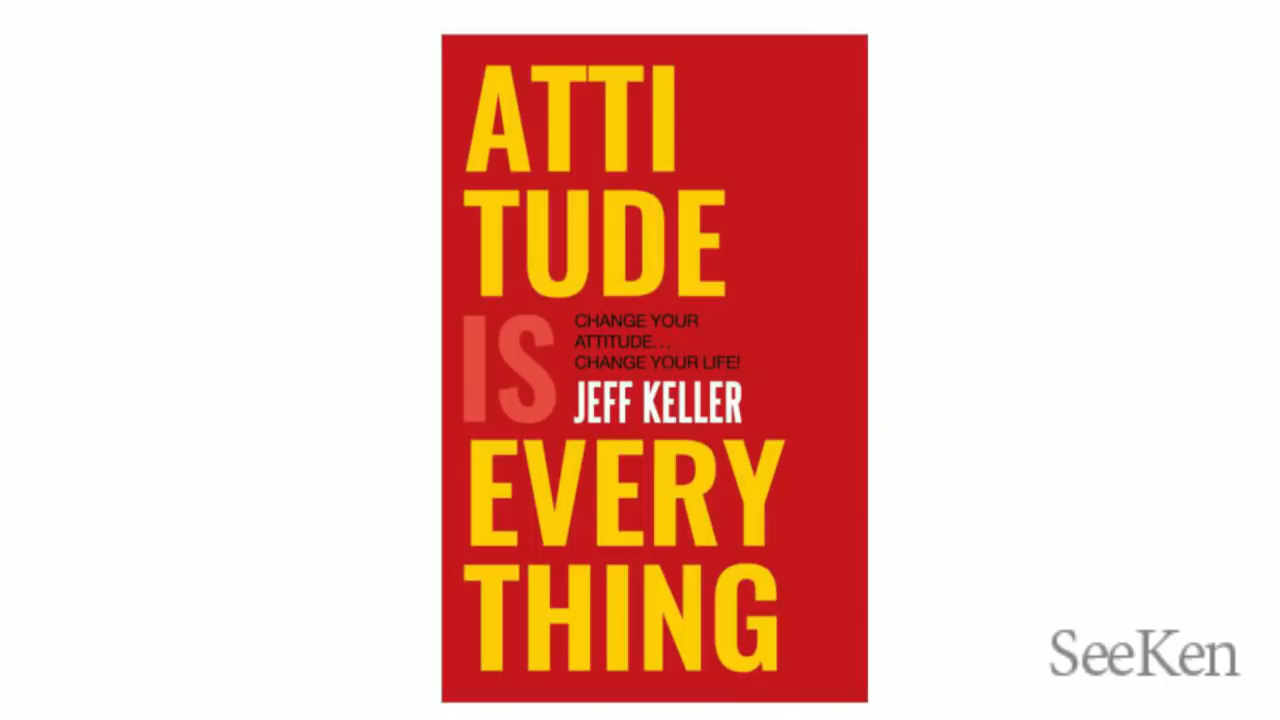 ATTI
TUDE
IS
CHANGE YOUR
ATTITUDE...
CHANGE YOUR LIFE!
JEFF KELLER
EVERY
THING
SeeKen